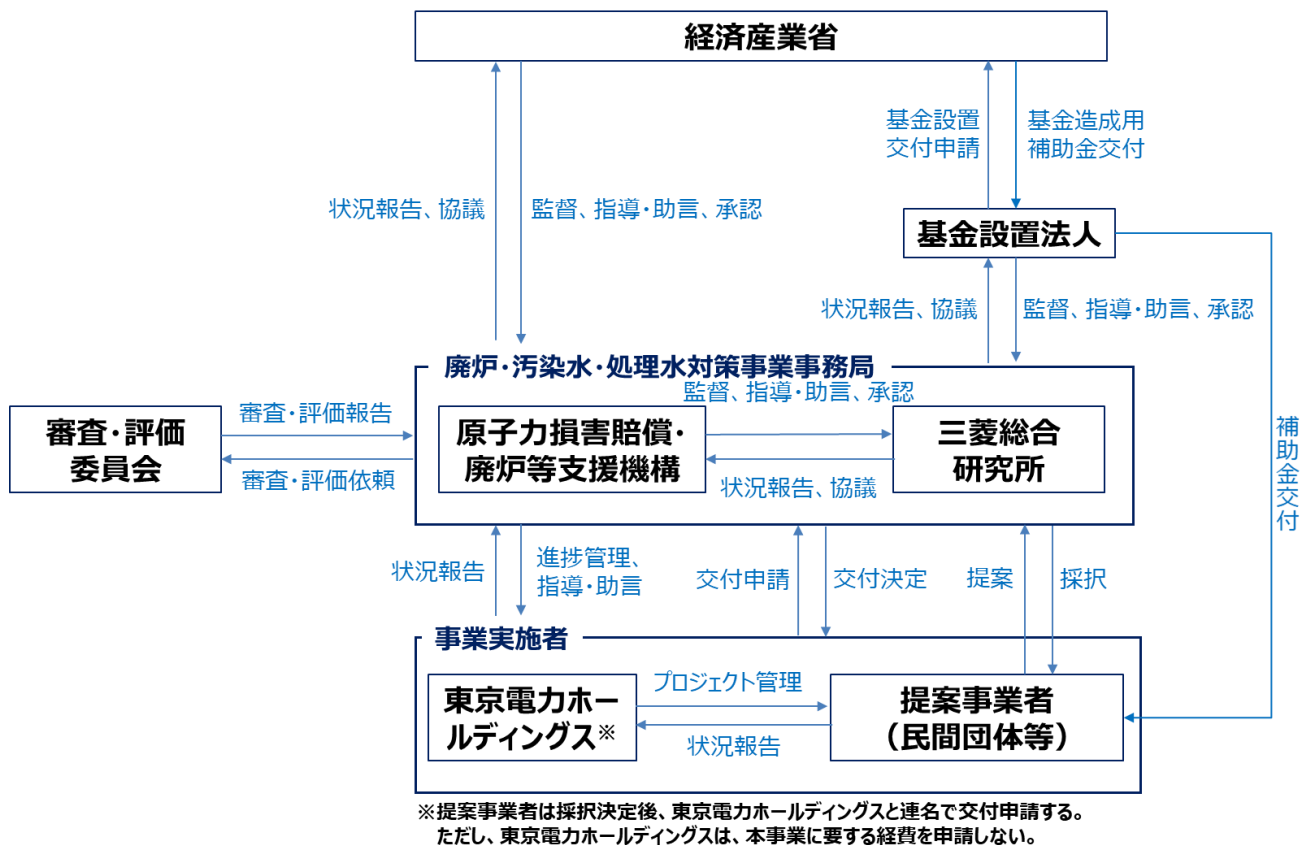 経済産業省
基金設置
交付申請
基金造成用
補助金交付
状況報告、協議
監督、指導・助言、承認
基金設置法人
状況報告、協議
監督、指導・助言、承認
廃炉・汚染水・処理水対策事業事務局
監督、指導・助言、承認
審査・評価
委員会
審査・評価報告
審査・評価依頼
原子力損害賠償・
廃炉等支援機構
三菱総合
研究所
状況報告、協議
補助金交付
状況報告
進捗管理、
指導・助言
交付申請
交付決定
提案
採択
事業実施者
東京電力ホー
ルディングス※
プロジェクト管理
状況報告
提案事業者
（民間団体等）
※提案事業者は採択決定後、東京電力ホールディングスと連名で交付申請する。
ただし、東京電力ホールディングスは、本事業に要する経費を申請しない。